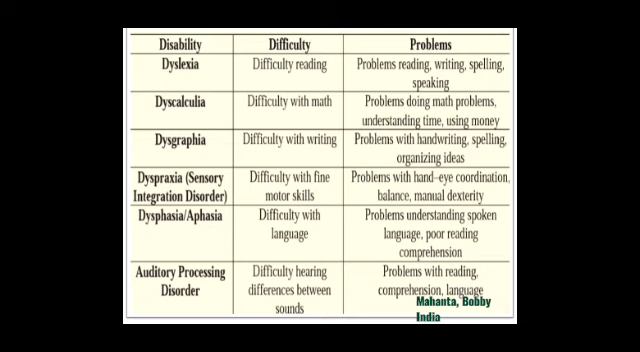 Disability Difficulty Problems
Dyslexia Difficulty reading Problems reading, writing, spelling,
speaking
Dyscalculia Difficulty with math Problems doing math problems,
understanding time, using money
Dysgraphia Difficulty with writing Problems with handwriting, spelling,
organizing ideas
Dyspraxia (Sensory Difficulty with fine Problems with hand–eye coordination,
Integration Disorder) motor skills balance, manual dexterity
Dysphasia/Aphasia Difficulty with Problems understanding spoken
language language, poor reading
comprehension
Auditory Processing Difficulty hearing Problems with reading,
Disorder differences between comprehension, language
sounds
Mahanta, Bobby
India